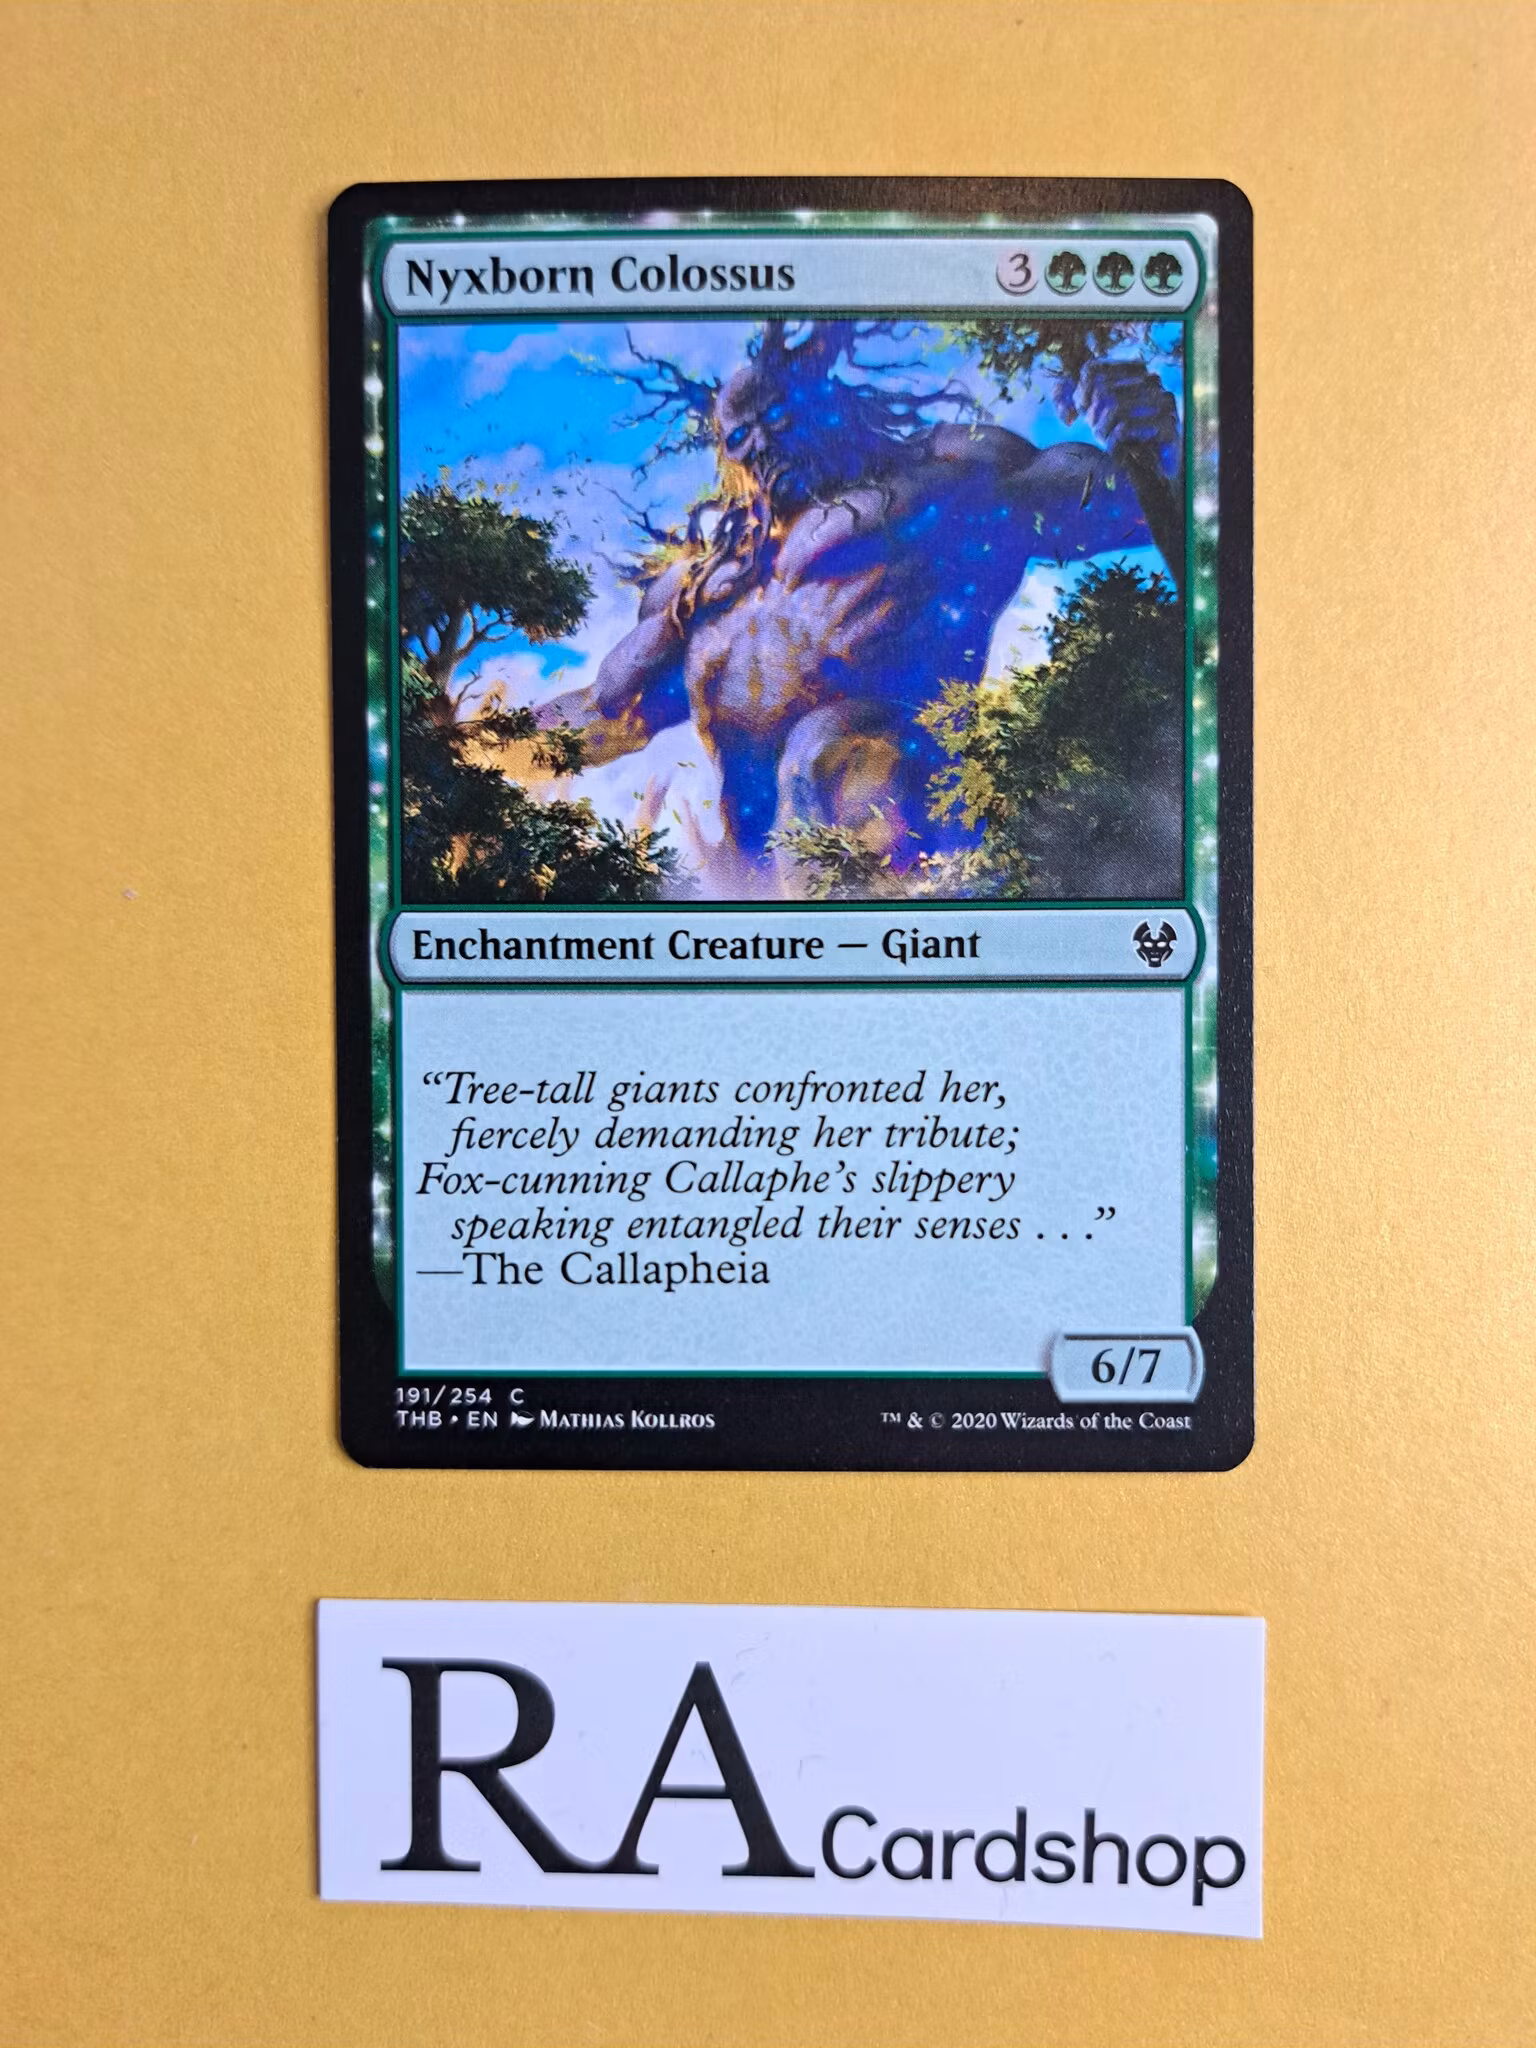 Nyxborn Colossus 3
Enchantment Creature — Giant
“Tree-tall giants confronted her,
fiercely demanding her tribute;
Fox-cunning Callaphe’s slippery
speaking entangled their senses . . .”
—The Callapheia
6/7
191/254 C
THB • EN Mathias Kollros
™ & © 2020 Wizards of the Coast
RA Cardshop